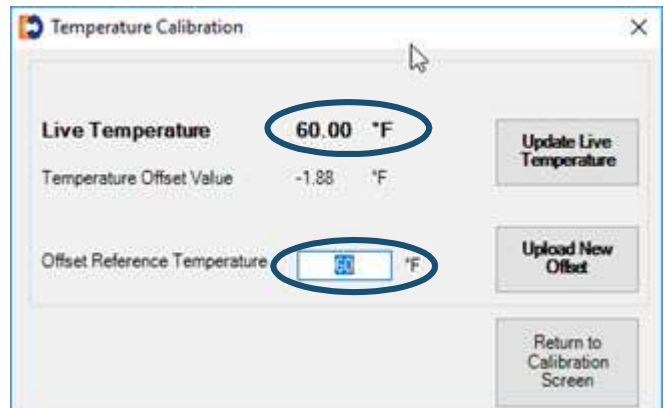 Temperature Calibration
Live Temperature 60.00 °F
Update Live
Temperature
Temperature Offset Value -1.88 °F
Offset Reference Temperature 60 °F
Upload New
Offset
Return to
Calibration
Screen